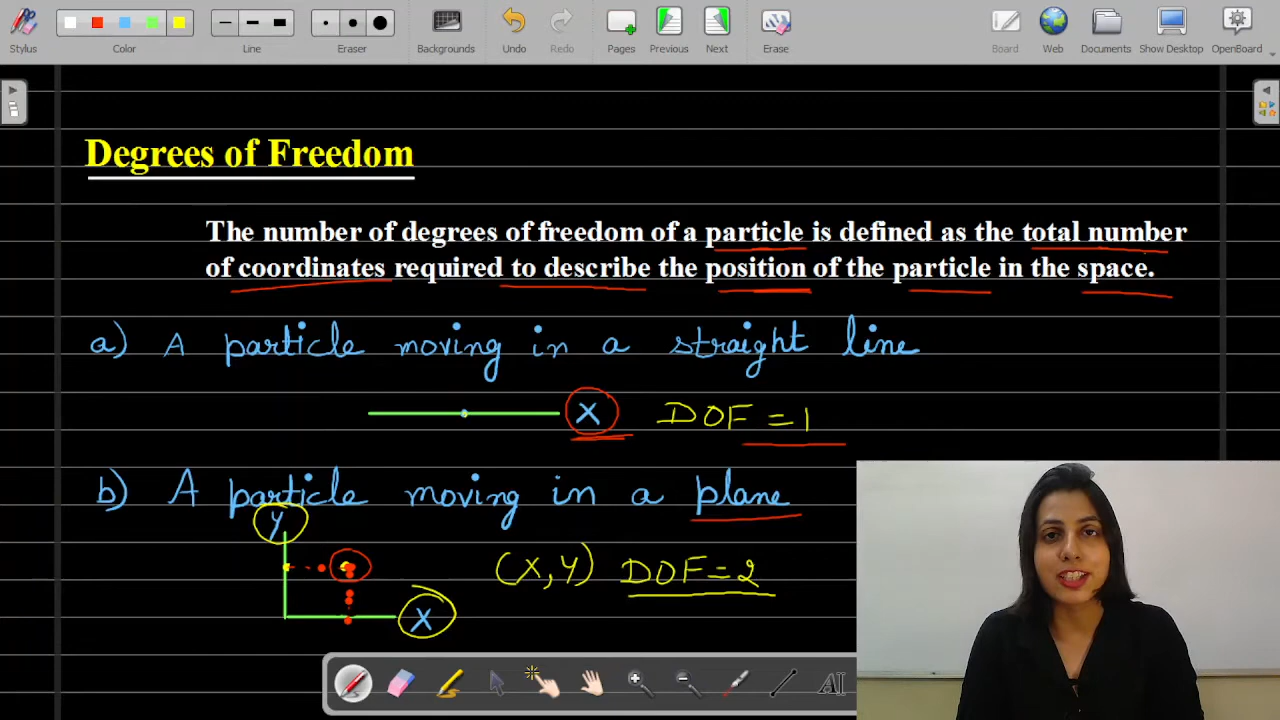 Stylus
Color
Line
Eraser
Backgrounds
Undo
Redo
Pages
Previous
Next
Erase
Board
Web
Documents
Show Desktop
OpenBoard
Degrees of Freedom
The number of degrees of freedom of a particle is defined as the total number
of coordinates required to describe the position of the particle in the space.
a) A particle moving in a straight line
X DOF = 1
b) A particle moving in a plane
Y
(X, Y) DOF = 2
X
AI